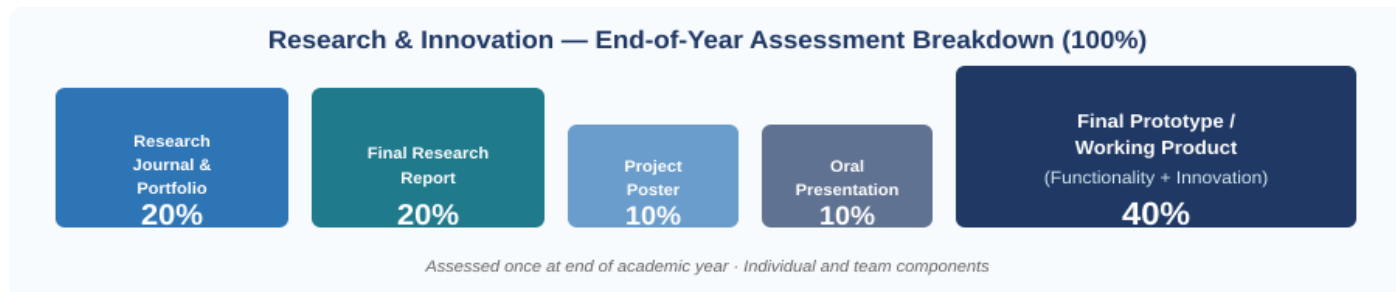 Research & Innovation — End-of-Year Assessment Breakdown (100%)
Research
Journal &
Portfolio
20%
Final Research
Report
20%
Project
Poster
10%
Oral
Presentation
10%
Final Prototype /
Working Product
(Functionality + Innovation)
40%
Assessed once at end of academic year · Individual and team components